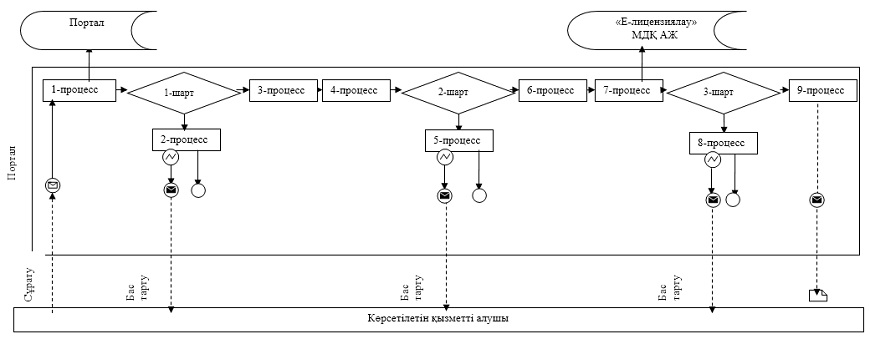 Портал
«Е-лицензиялау»
МДҚ АЖ
1-процесс
1-шарт
3-процесс
4-процесс
2-шарт
6-процесс
7-процесс
3-шарт
9-процесс
2-процесс
5-процесс
8-процесс
Портал
Сұрату
Бас
тарту
Бас
тарту
Бас
тарту
Көрсетілетін қызметті алушы